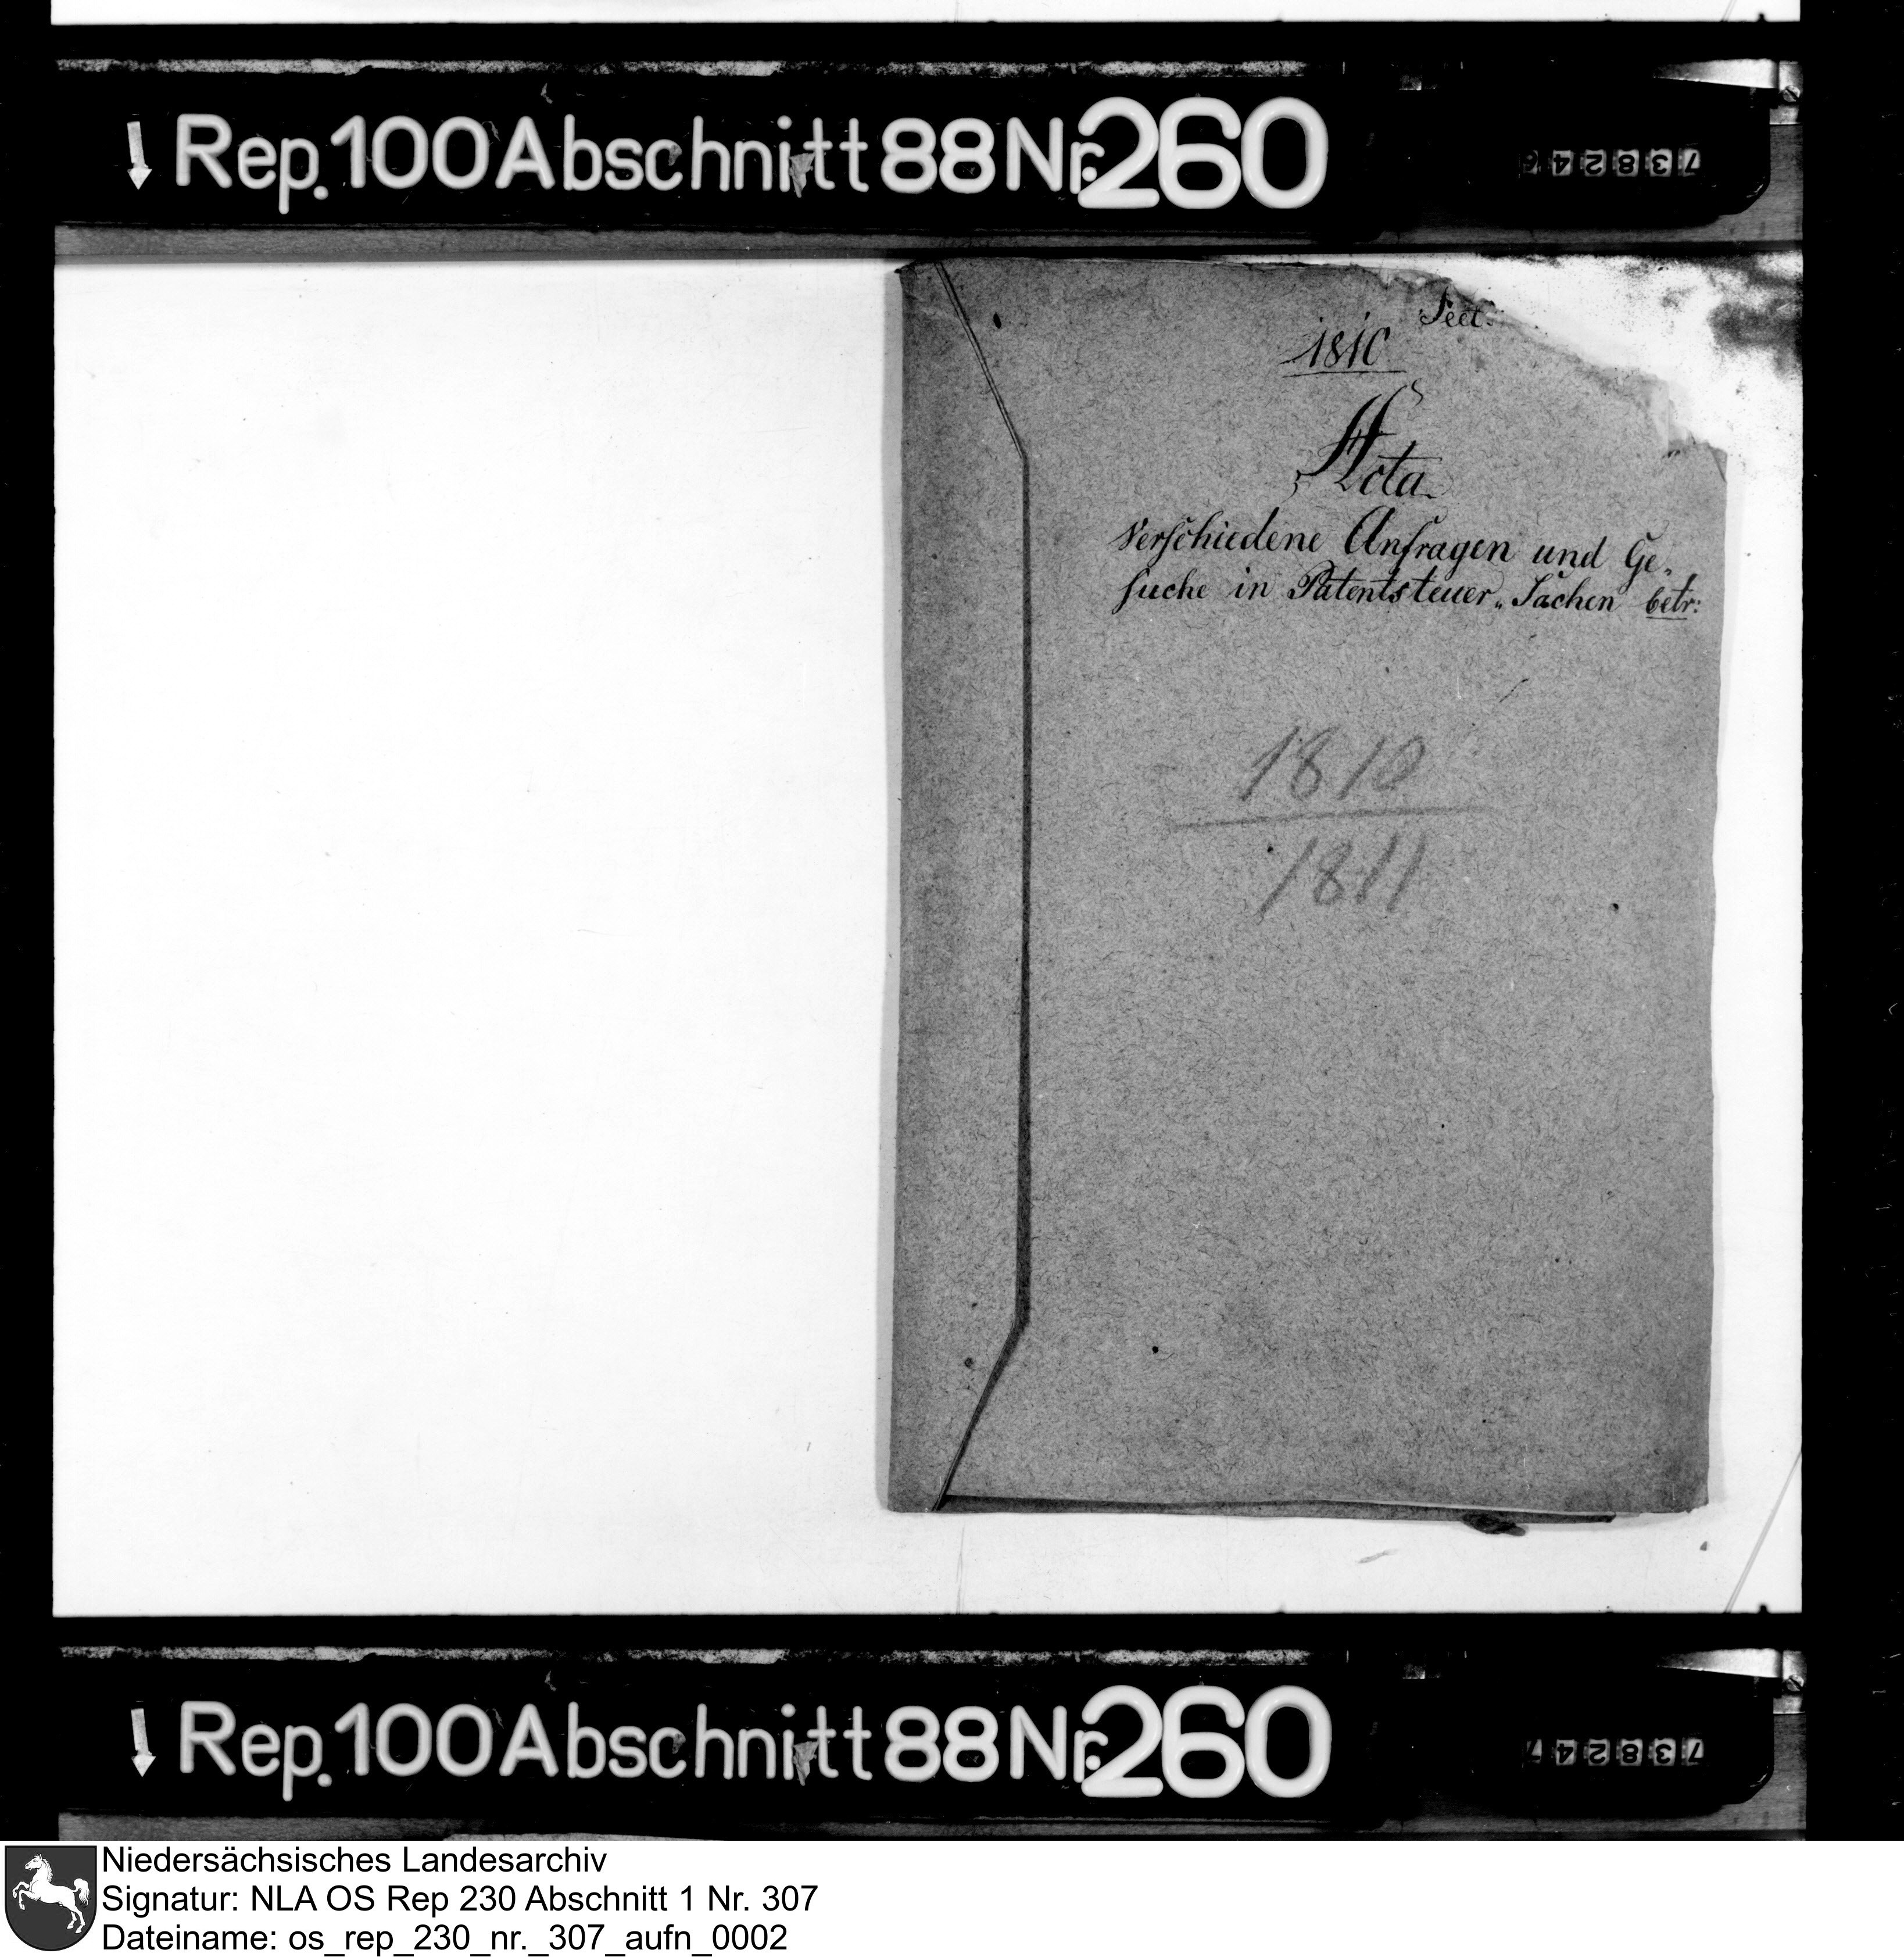 Rep. 100 Abschnitt 88 Nr. 260
Sect.
1810
Acta
Verschiedene Anfragen und Ge„
suche in Patentsteuer„Sachen betr:
1810
1811
Rep. 100 Abschnitt 88 Nr. 260
738247
Niedersächsisches Landesarchiv
Signatur: NLA OS Rep 230 Abschnitt 1 Nr. 307
Dateiname: os_rep_230_nr._307_aufn_0002